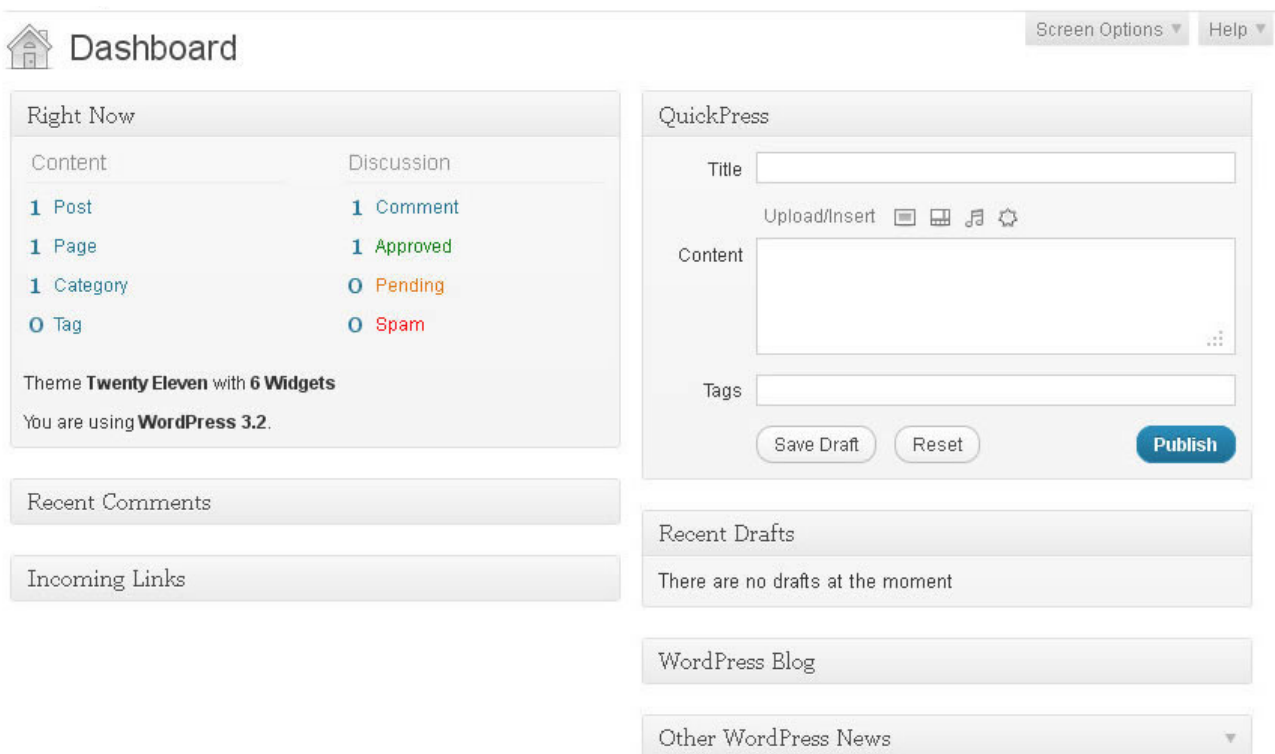 Dashboard
Screen Options
Help
Right Now
Content
Discussion
1 Post
1 Comment
1 Page
1 Approved
1 Category
0 Pending
0 Tag
0 Spam
Theme Twenty Eleven with 6 Widgets
You are using WordPress 3.2.
Recent Comments
Incoming Links
QuickPress
Title
Upload/Insert
Content
Tags
Save Draft
Reset
Publish
Recent Drafts
There are no drafts at the moment
WordPress Blog
Other WordPress News